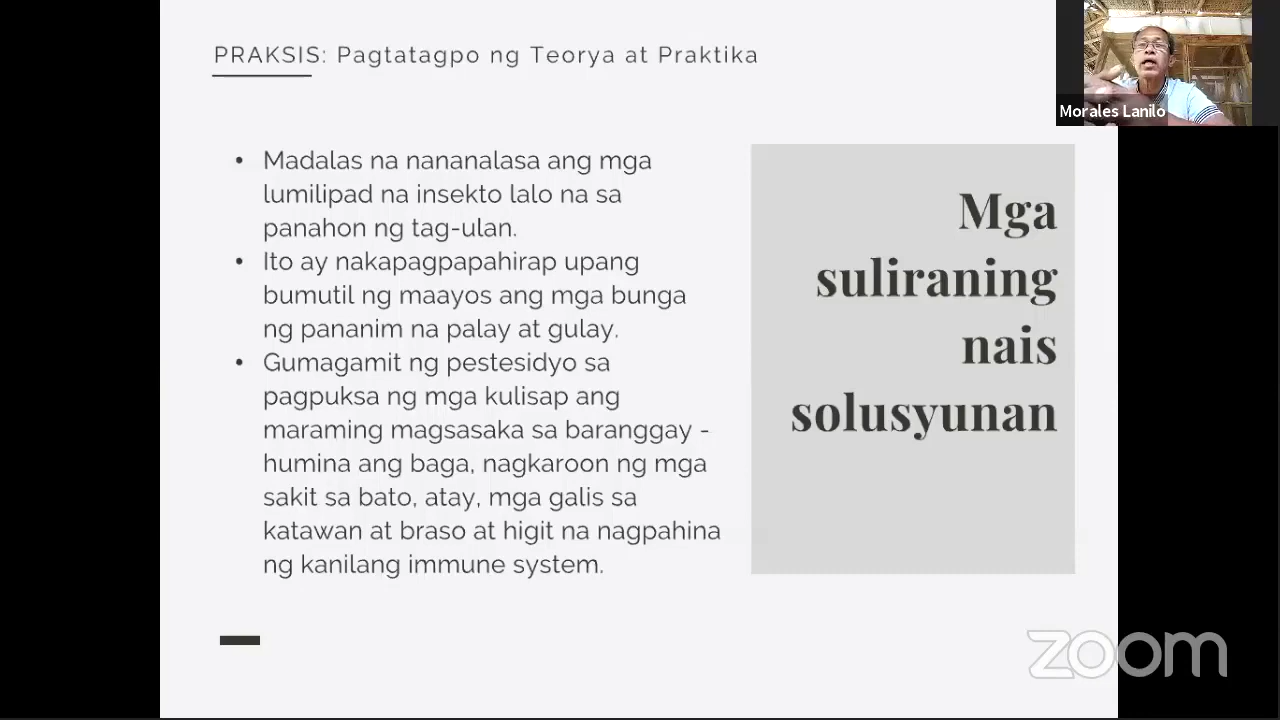 PRAKSIS: Pagtatagpo ng Teorya at Praktika
Morales Lanilo
• Madalas na nananalasa ang mga
lumilipad na insekto lalo na sa
panahon ng tag-ulan.
• Ito ay nakapagpapahirap upang
bumutil ng maayos ang mga bunga
ng pananim na palay at gulay.
• Gumagamit ng pestesidyo sa
pagpuksa ng mga kulisap ang
maraming magsasaka sa baranggay -
humina ang baga, nagkaroon ng mga
sakit sa bato, atay, mga galis sa
katawan at braso at higit na nagpahina
ng kanilang immune system.
Mga
suliraning
nais
solusyunan
zoom